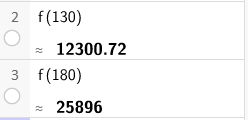 2 f(130)
≈ 12300.72
3 f(180)
≈ 25896